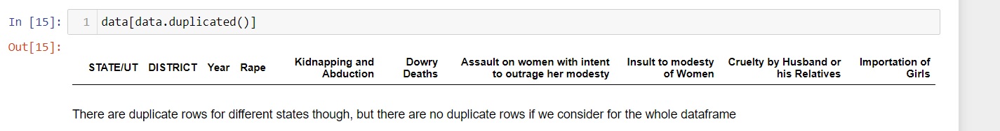 In [15]: 1 data[data.duplicated()]
Out[15]:
STATE/UT DISTRICT Year Rape Kidnapping and Abduction Dowry Deaths Assault on women with intent to outrage her modesty Insult to modesty of Women Cruelty by Husband or his Relatives Importation of Girls
There are duplicate rows for different states though, but there are no duplicate rows if we consider for the whole dataframe